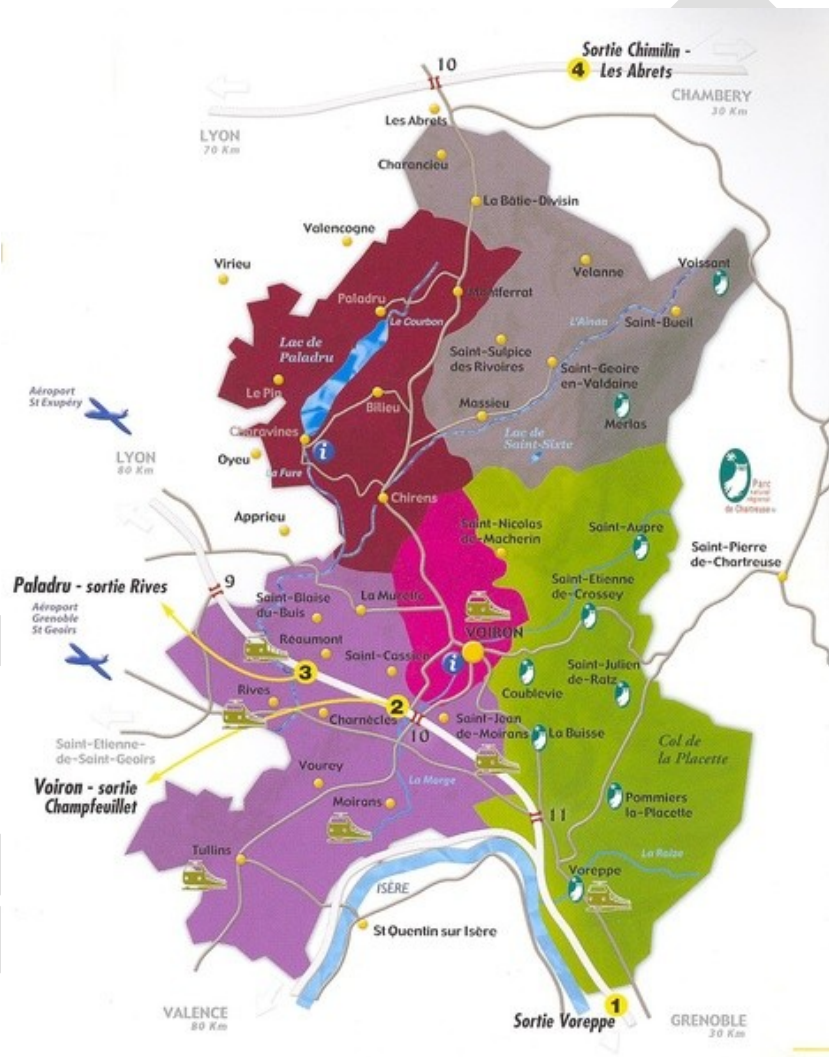 10
Sortie Chimilin -
4
Les Abrets
CHAMBERY
30 Km
Les Abrets
LYON
70 Km
Charancieu
La Bâtie-Divisin
Valencogne
Virieu
Velanne
Voissant
Paladru
Montferrat
Le Courbon
L'Ainan
Saint-Bueil
Lac de
Paladru
Saint-Sulpice
des Rivoires
Saint-Geoire
en-Valdaine
Le Pin
Aéroport
St Exupéry
Bilieu
Massieu
Merlas
Charavines
Lac de
Saint-Sixte
i
LYON
80 Km
Oyeu
La Fure
Parc
naturel
régional
de Chartreuse
Chirens
Apprieu
Saint-Nicolas
de-Macherin
Saint-Aupre
Saint-Pierre
de-Chartreuse
9
Paladru - sortie Rives
Saint-Etienne
de-Crossey
Saint-Blaise
du-Buis
La Murette
Aéroport
Grenoble
St Geoirs
VOIRON
Réaumont
Saint-Cassien
i
3
Saint-Julien
de-Ratz
Coublevie
Rives
2
Charnècles
10
Saint-Jean
de-Moirans
La Buisse
Saint-Etienne-
de-Saint-Geoirs
Col de
la Placette
Voiron - sortie
Champfeuillet
Vourey
La Morge
Moirans
Pommiers
la-Placette
11
Tullins
La Roize
Voreppe
ISÈRE
St Quentin sur Isère
VALENCE
80 Km
Sortie Voreppe
1
GRENOBLE
30 Km